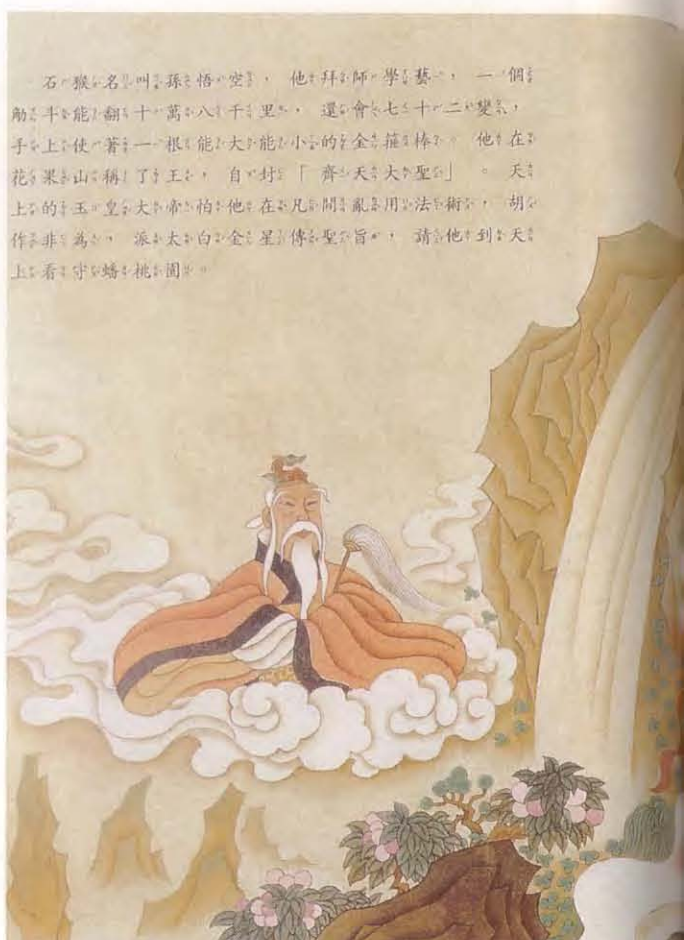 石猴名叫孫悟空，他拜師學藝，一個
觔斗能翻十萬八千里，還會七十二變，
手上使著一根能大能小的金箍棒。他在
花果山稱了王，自封「齊天大聖」。天
上的玉皇大帝怕他在凡間亂用法術，胡
作非為，派太白金星傳聖旨，請他到天
上看守蟠桃園。